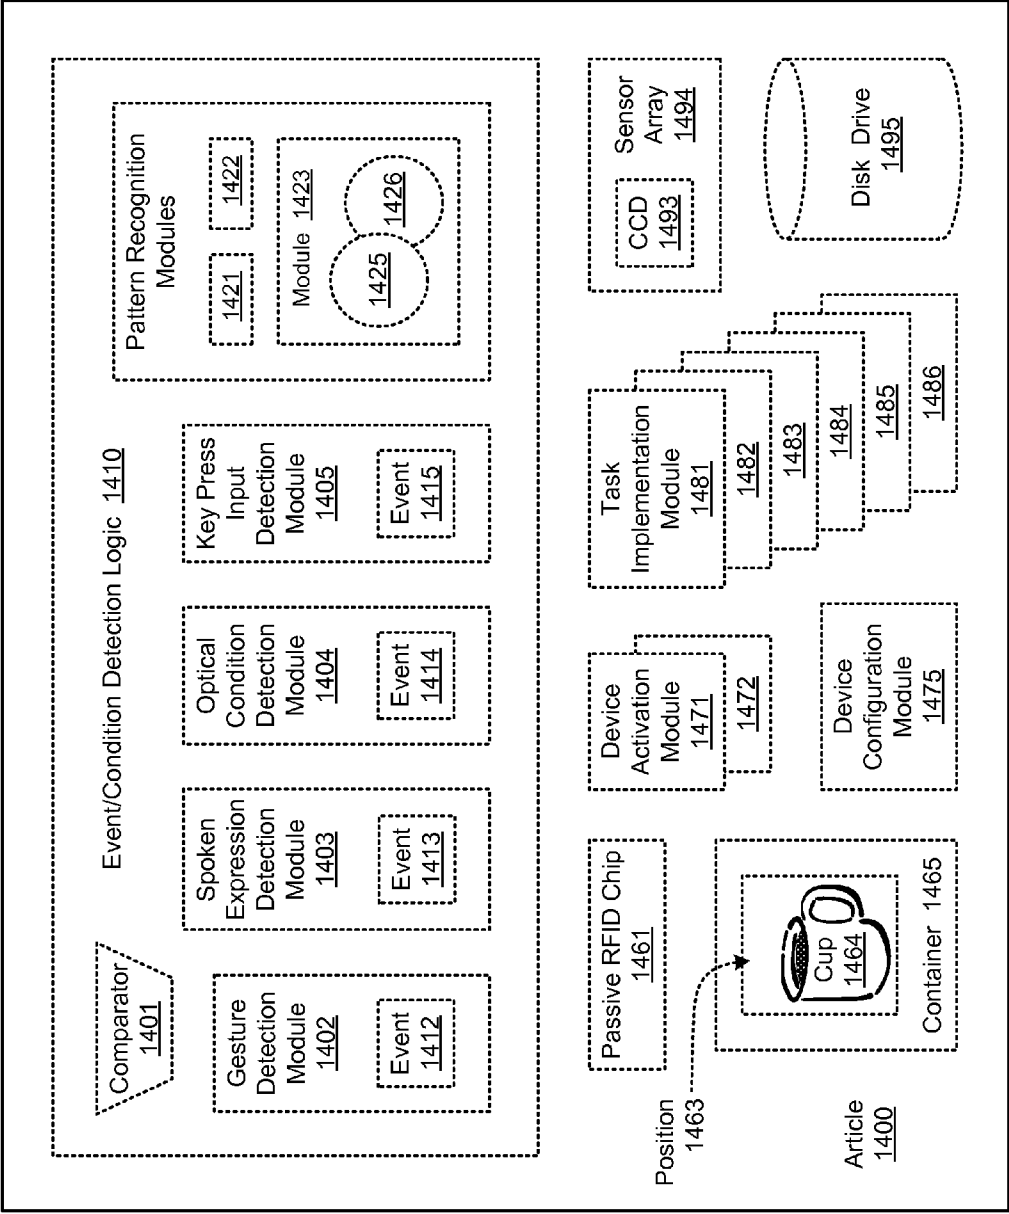 Event/Condition Detection Logic 1410
Comparator
1401
Gesture
Detection
Module
1402
Event
1412
Spoken
Expression
Detection
Module
1403
Event
1413
Optical
Condition
Detection
Module
1404
Event
1414
Key Press
Input
Detection
Module
1405
Event
1415
Pattern Recognition
Modules
1421
1422
Module 1423
1425
1426
Passive RFID Chip
1461
Position
1463
Cup
1464
Container 1465
Article
1400
Device
Activation
Module
1471
1472
Device
Configuration
Module
1475
Task
Implementation
Module
1481
1482
1483
1484
1485
1486
Sensor
Array
1494
CCD
1493
Disk Drive
1495